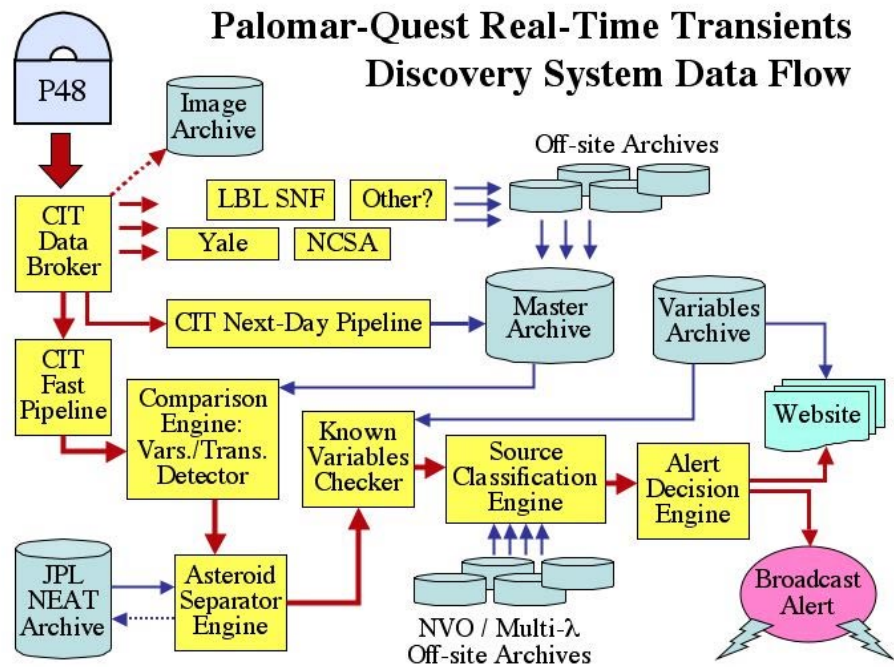 Palomar-Quest Real-Time Transients
Discovery System Data Flow
P48
Image
Archive
Off-site Archives
CIT
Data
Broker
LBL SNF
Other?
Yale
NCSA
CIT Next-Day Pipeline
Master
Archive
Variables
Archive
CIT
Fast
Pipeline
Comparison
Engine:
Vars./Trans.
Detector
Known
Variables
Checker
Source
Classification
Engine
Alert
Decision
Engine
Website
JPL
NEAT
Archive
Asteroid
Separator
Engine
NVO / Multi-λ
Off-site Archives
Broadcast
Alert